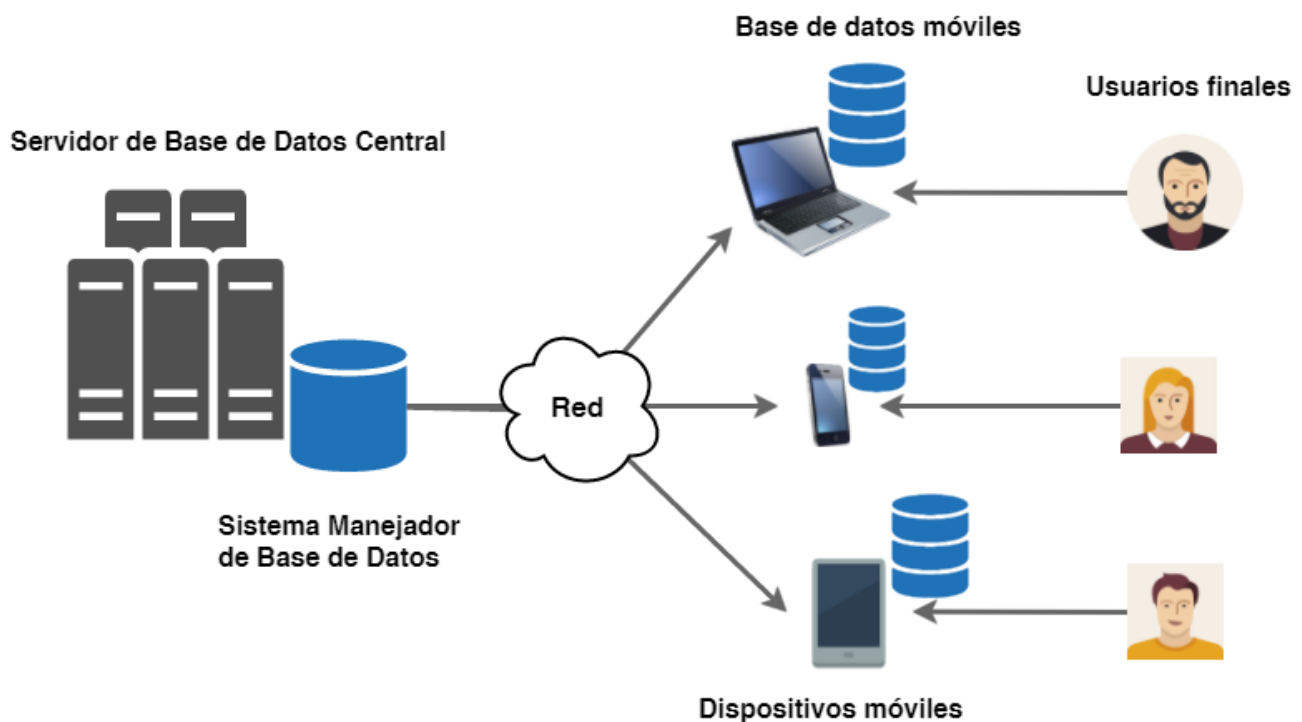 Base de datos móviles
Usuarios finales
Servidor de Base de Datos Central
Red
Sistema Manejador
de Base de Datos
Dispositivos móviles